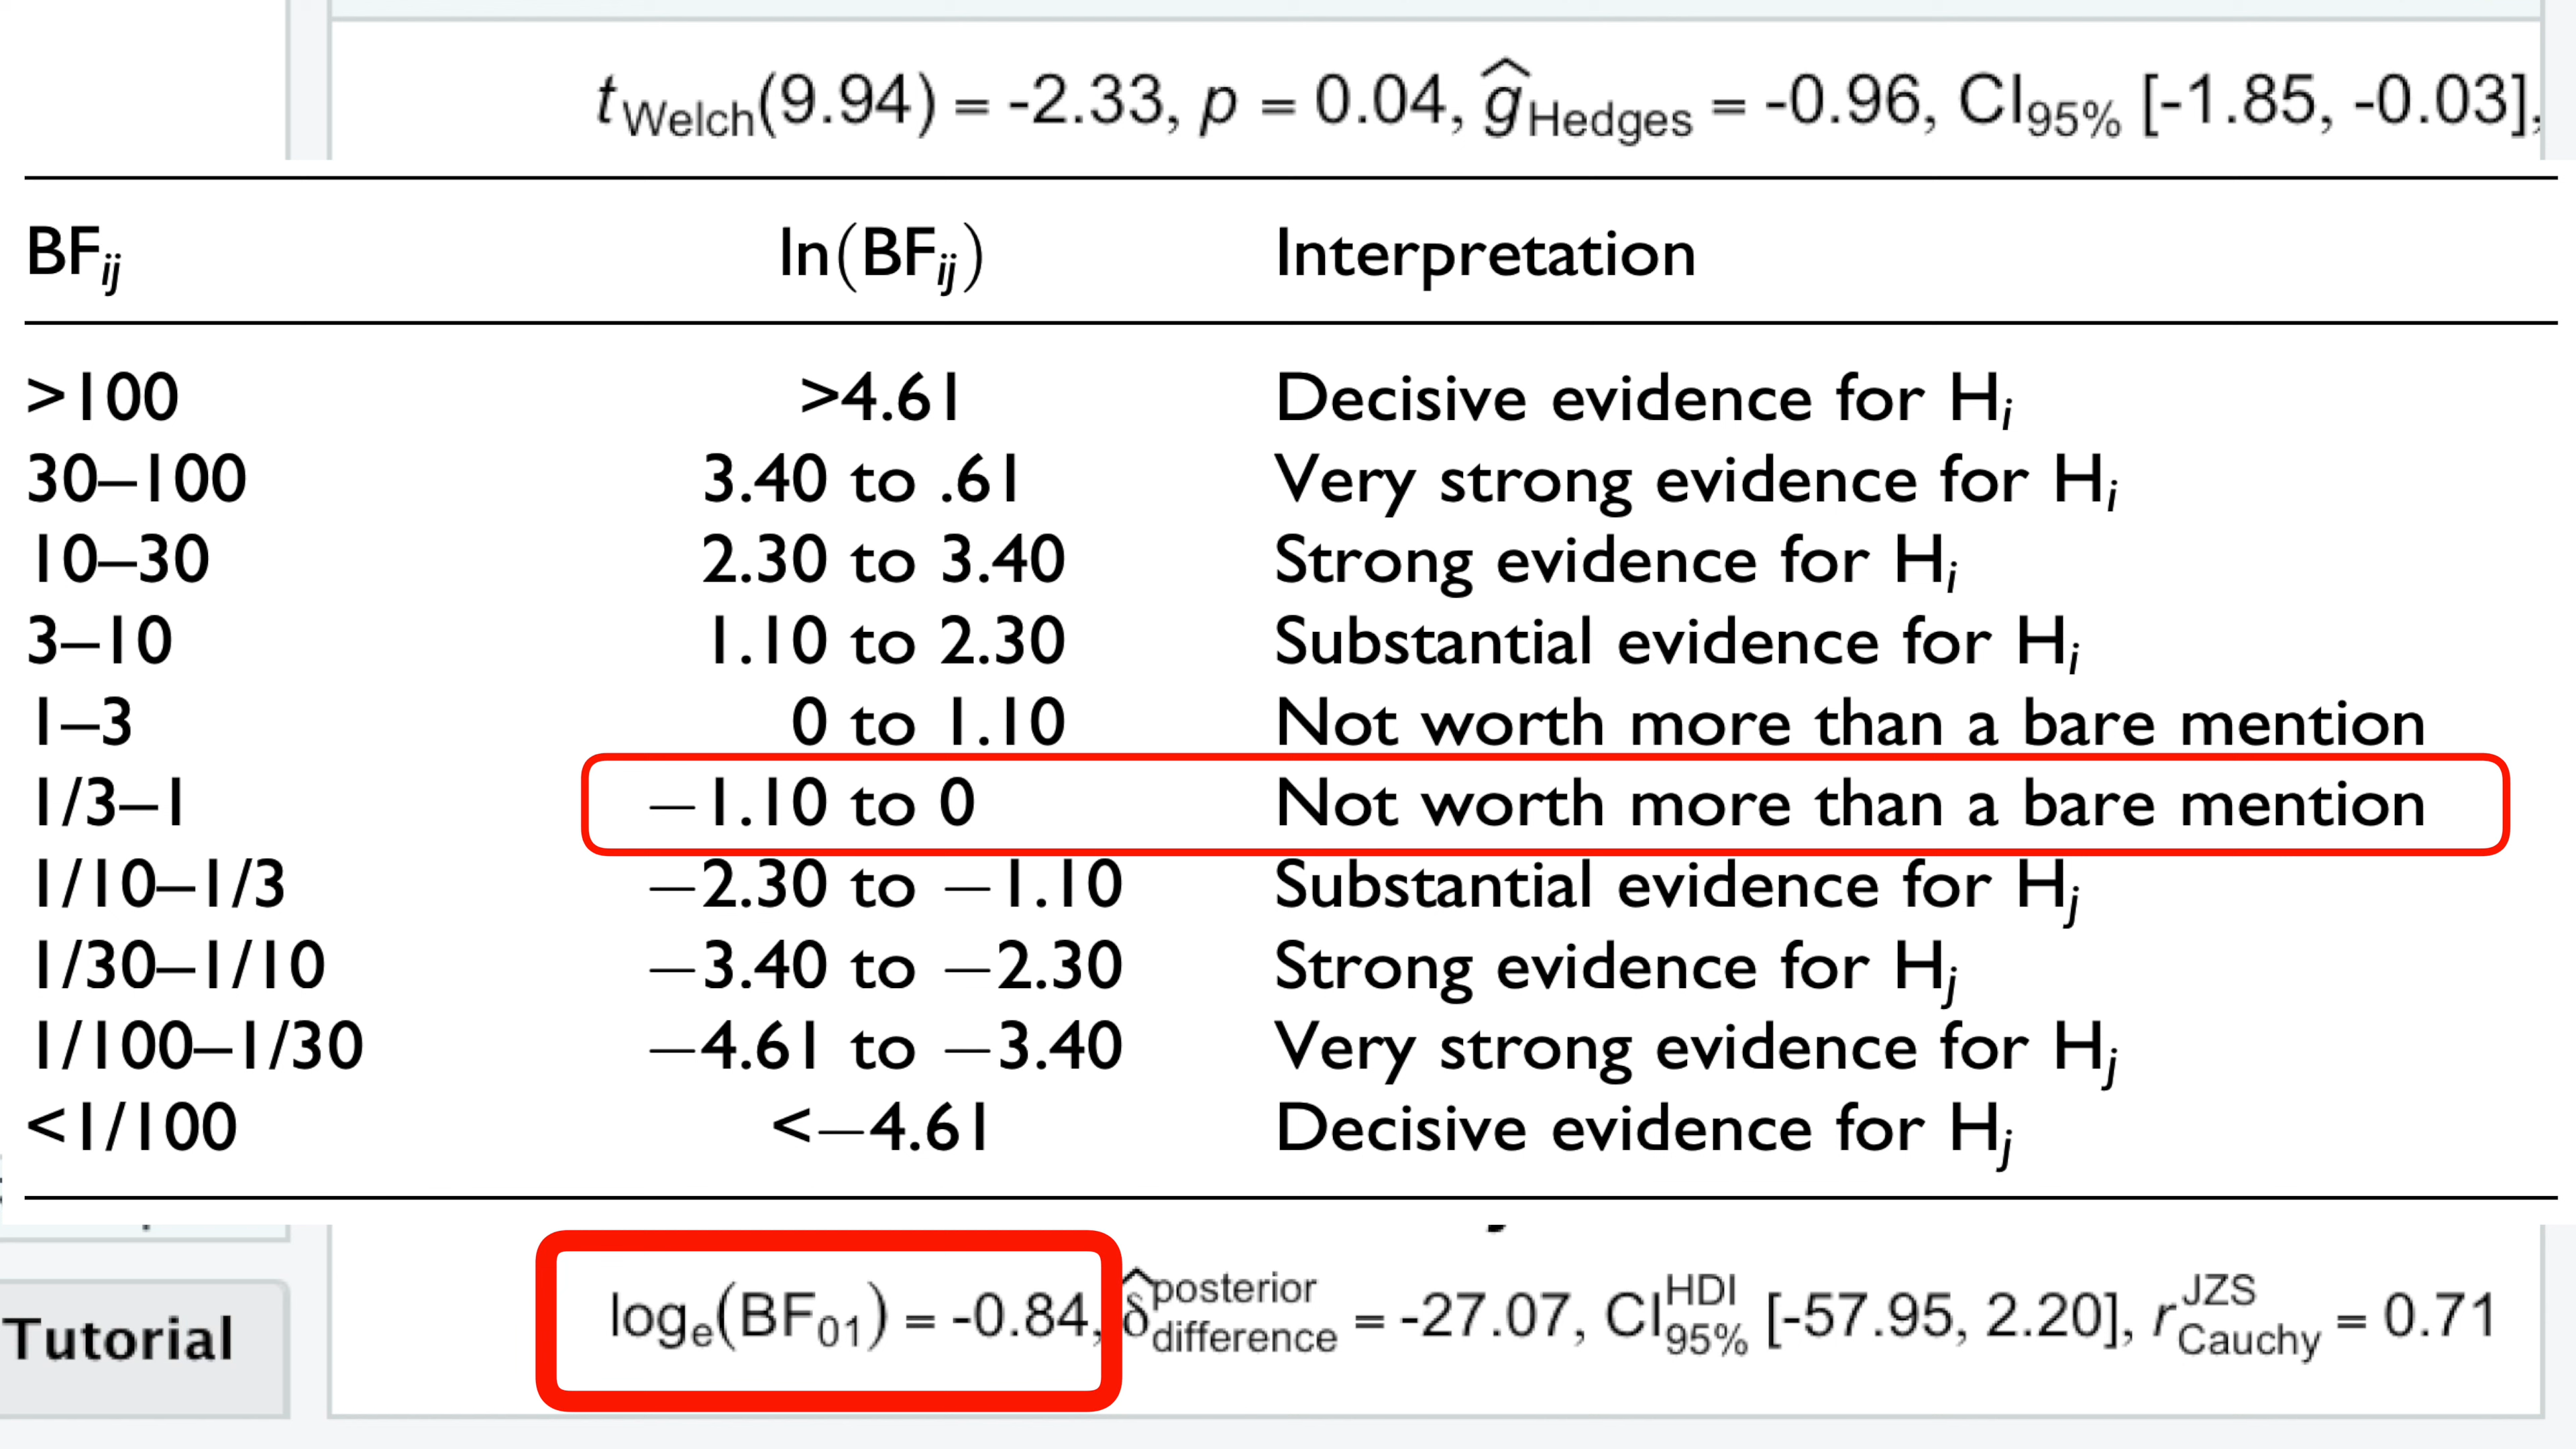 t Welch(9.94) = -2.33, p = 0.04, ĝ Hedges = -0.96, CI95% [-1.85, -0.03],
BFij ln(BFij) Interpretation
>100 >4.61 Decisive evidence for Hi
30–100 3.40 to .61 Very strong evidence for Hi
10–30 2.30 to 3.40 Strong evidence for Hi
3–10 1.10 to 2.30 Substantial evidence for Hi
1–3 0 to 1.10 Not worth more than a bare mention
1/3–1 −1.10 to 0 Not worth more than a bare mention
1/10–1/3 −2.30 to −1.10 Substantial evidence for Hj
1/30–1/10 −3.40 to −2.30 Strong evidence for Hj
1/100–1/30 −4.61 to −3.40 Very strong evidence for Hj
<1/100 <−4.61 Decisive evidence for Hj
loge(BF01) = -0.84, δ̂ posterior difference = -27.07, CI HDI 95% [-57.95, 2.20], r JZS Cauchy = 0.71
Tutorial